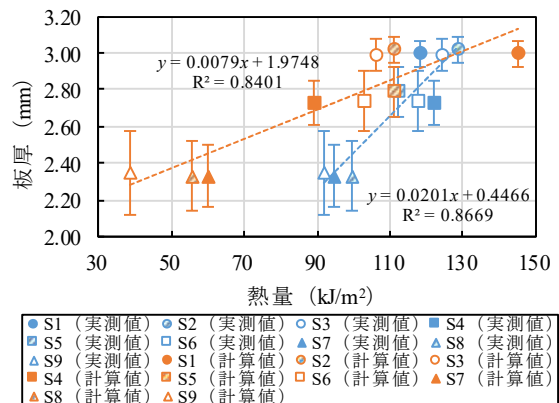 板厚 (mm)
3.20
3.00
2.80
2.60
2.40
2.20
2.00
y = 0.0079x + 1.9748
R² = 0.8401
y = 0.0201x + 0.4466
R² = 0.8669
30 50 70 90 110 130 150
熱量 (kJ/m²)
S1 (実測値) S2 (実測値) S3 (実測値) S4 (実測値)
S5 (実測値) S6 (実測値) S7 (実測値) S8 (実測値)
S9 (実測値) S1 (計算値) S2 (計算値) S3 (計算値)
S4 (計算値) S5 (計算値) S6 (計算値) S7 (計算値)
S8 (計算値) S9 (計算値)